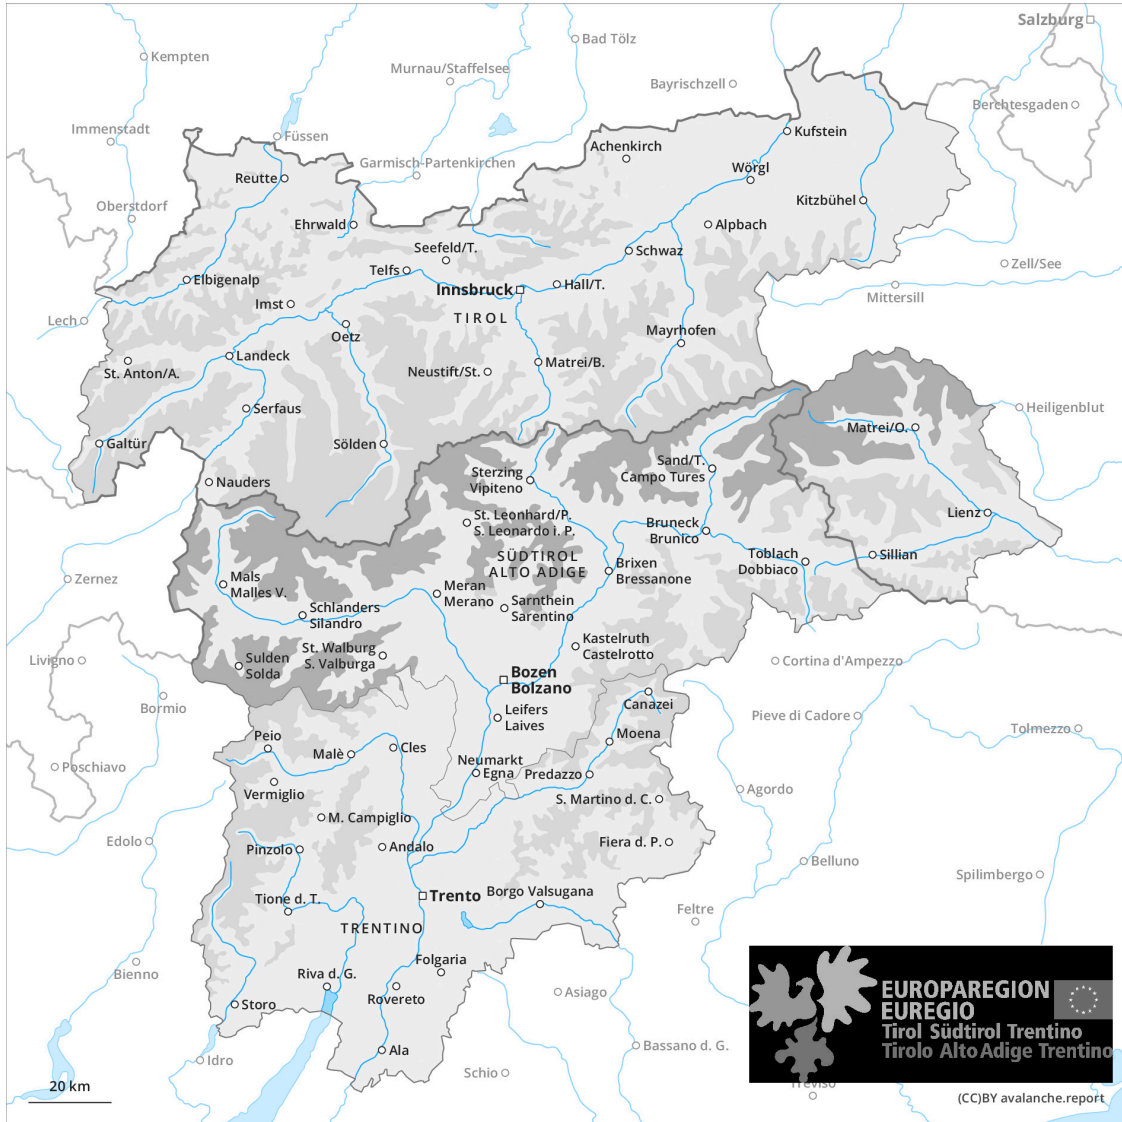 Salzburg
Bad Tölz
Kempten
Murnau/Staffelsee
Bayrischzell
Berchtesgaden
Immenstadt
Füssen
Kufstein
Achenkirch
Garmisch-Partenkirchen
Wörgl
Reutte
Kitzbühel
Oberstdorf
Ehrwald
Alpbach
Seefeld/T.
Schwaz
Zell/See
Telfs
Elbigenalp
Hall/T.
Innsbruck
Mittersill
Imst
TIROL
Lech
Oetz
Mayrhofen
Landeck
Matrei/B.
St. Anton/A.
Neustift/St.
Serfaus
Heiligenblut
Matrei/O.
Galtür
Sölden
Sand/T.
Campo Tures
Sterzing
Vipiteno
Nauders
St. Leonhard/P.
S. Leonardo i. P.
Lienz
Bruneck
Brunico
SÜDTIROL
ALTO ADIGE
Toblach
Dobbiaco
Sillian
Brixen
Bressanone
Zernez
Mals
Malles V.
Meran
Merano
Sarnthein
Sarentino
Schlanders
Silandro
Kastelruth
Castelrotto
St. Walburg
S. Valburga
Livigno
Sulden
Solda
Cortina d'Ampezzo
Bozen
Bolzano
Bormio
Canazei
Leifers
Laives
Pieve di Cadore
Tolmezzo
Peio
Moena
Malè
Cles
Neumarkt
Egna
Predazzo
Poschiavo
Vermiglio
Agordo
S. Martino d. C.
M. Campiglio
Edolo
Pinzolo
Andalo
Fiera d. P.
Belluno
Spilimbergo
Trento
Borgo Valsugana
Tione d. T.
Feltre
TRENTINO
Folgaria
Bienno
Riva d. G.
EUROPAREGION
EUREGIO
Tirol Südtirol Trentino
Tirolo Alto Adige Trentino
Asiago
Rovereto
Storo
Bassano d. G.
Ala
Idro
Schio
Treviso
20 km
(CC)BY avalanche.report